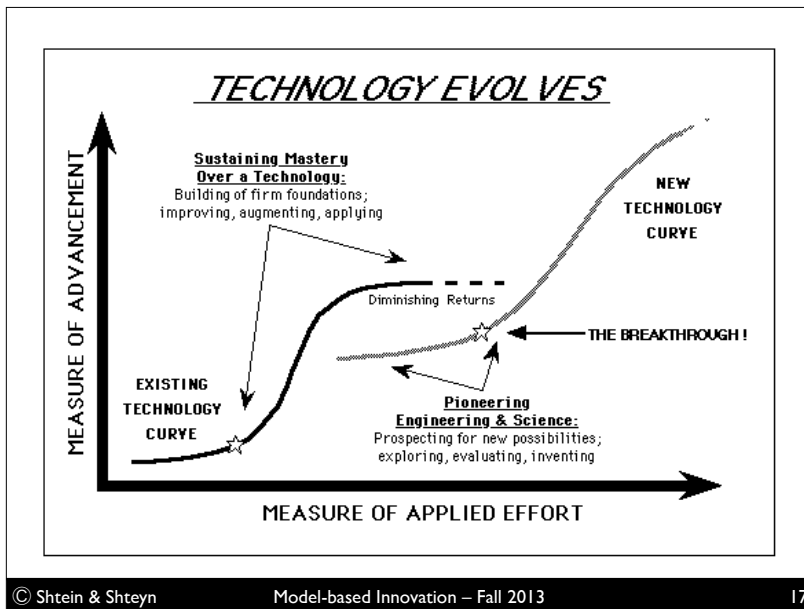 TECHNOLOGY EVOLVES
Sustaining Mastery
Over a Technology:
Building of firm foundations;
improving, augmenting, applying
NEW
TECHNOLOGY
CURVE
MEASURE OF ADVANCEMENT
Diminishing Returns
THE BREAKTHROUGH !
EXISTING
TECHNOLOGY
CURVE
Pioneering
Engineering & Science:
Prospecting for new possibilities;
exploring, evaluating, inventing
MEASURE OF APPLIED EFFORT
© Shtein & Shteyn Model-based Innovation – Fall 2013 17